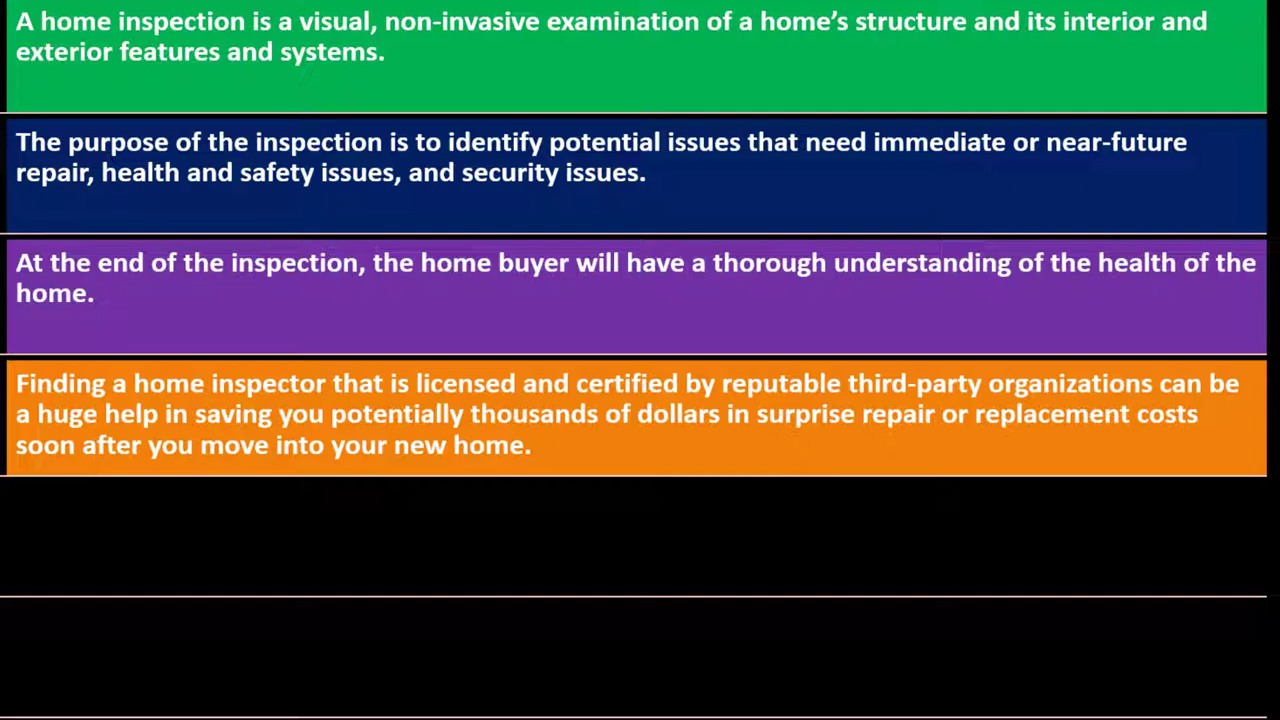 A home inspection is a visual, non-invasive examination of a home’s structure and its interior and
exterior features and systems.
The purpose of the inspection is to identify potential issues that need immediate or near-future
repair, health and safety issues, and security issues.
At the end of the inspection, the home buyer will have a thorough understanding of the health of the
home.
Finding a home inspector that is licensed and certified by reputable third-party organizations can be
a huge help in saving you potentially thousands of dollars in surprise repair or replacement costs
soon after you move into your new home.